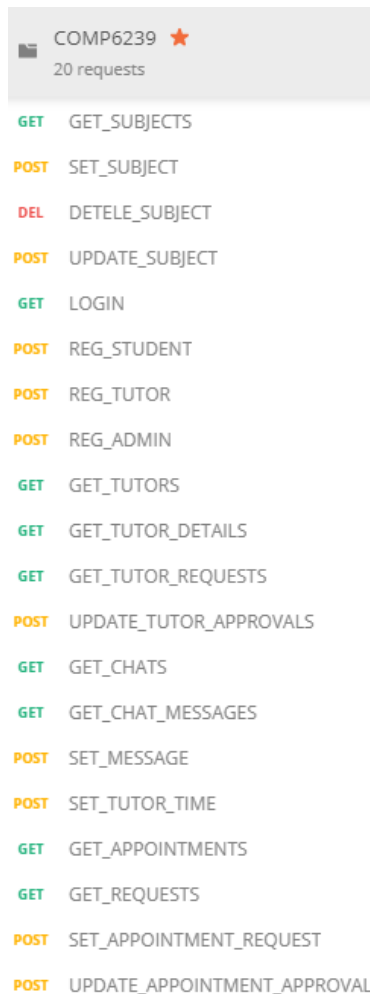 COMP6239
20 requests
GET GET_SUBJECTS
POST SET_SUBJECT
DEL DETELE_SUBJECT
POST UPDATE_SUBJECT
GET LOGIN
POST REG_STUDENT
POST REG_TUTOR
POST REG_ADMIN
GET GET_TUTORS
GET GET_TUTOR_DETAILS
GET GET_TUTOR_REQUESTS
POST UPDATE_TUTOR_APPROVALS
GET GET_CHATS
GET GET_CHAT_MESSAGES
POST SET_MESSAGE
POST SET_TUTOR_TIME
GET GET_APPOINTMENTS
GET GET_REQUESTS
POST SET_APPOINTMENT_REQUEST
POST UPDATE_APPOINTMENT_APPROVAL